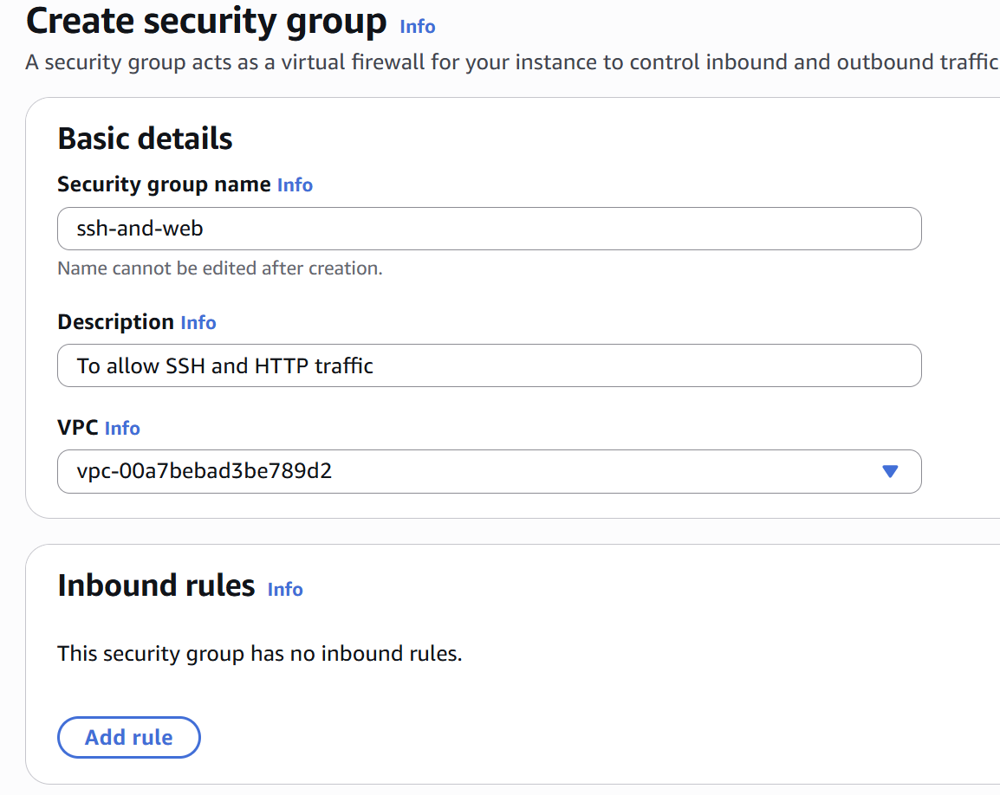 Create security group Info
A security group acts as a virtual firewall for your instance to control inbound and outbound traffic
Basic details
Security group name Info
ssh-and-web
Name cannot be edited after creation.
Description Info
To allow SSH and HTTP traffic
VPC Info
vpc-00a7bebad3be789d2
Inbound rules Info
This security group has no inbound rules.
Add rule